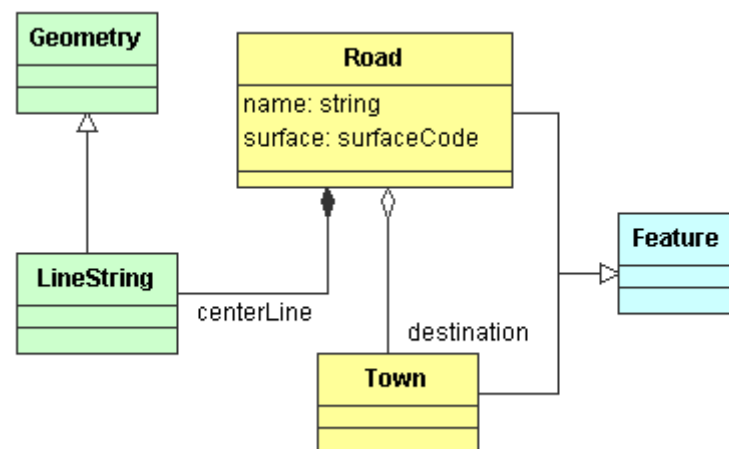 Geometry
Road
name: string
surface: surfaceCode
Feature
LineString
centerLine
destination
Town